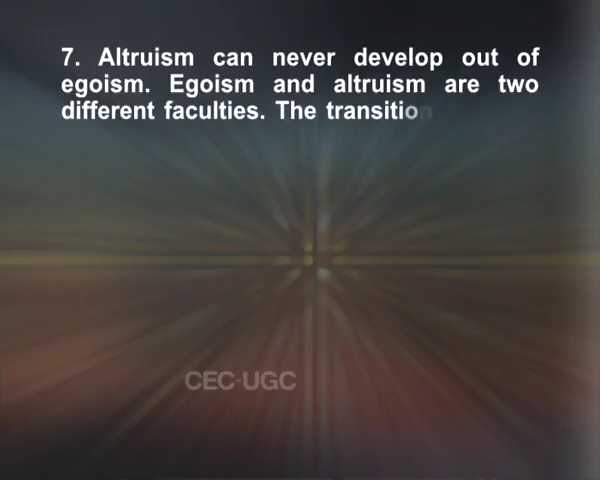 7. Altruism can never develop out of
egoism. Egoism and altruism are two
different faculties. The transition
CEC-UGC